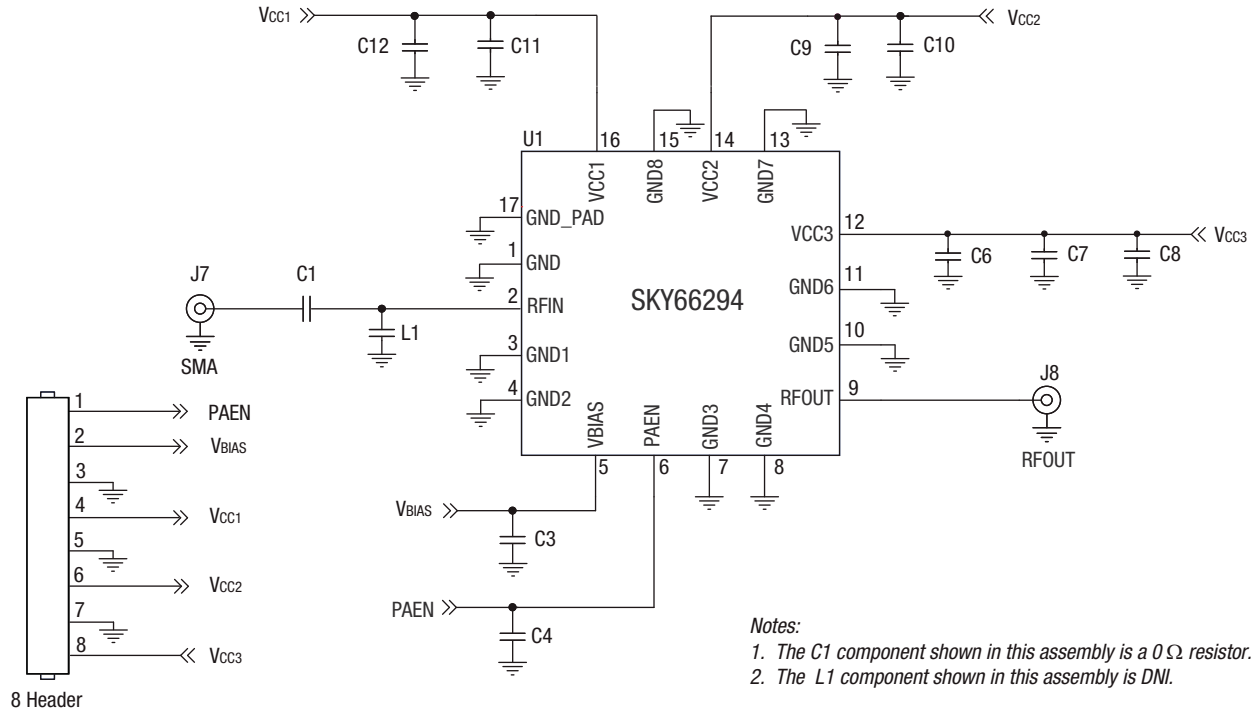 VCC1
VCC2
C12
C11
C9
C10
U1
16
15
14
13
VCC1
GND8
VCC2
GND7
17
GND_PAD
1
GND
2
RFIN
3
GND1
4
GND2
SKY66294
VCC3
12
GND6
11
GND5
10
RFOUT
9
VCC3
C6
C7
C8
J7
C1
L1
SMA
J8
RFOUT
VBIAS
PAEN
GND3
GND4
5
6
7
8
VBIAS
C3
PAEN
C4
1
PAEN
2
VBIAS
3
4
VCC1
5
6
VCC2
7
8
VCC3
8 Header
Notes:
1. The C1 component shown in this assembly is a 0 Ω resistor.
2. The L1 component shown in this assembly is DNI.